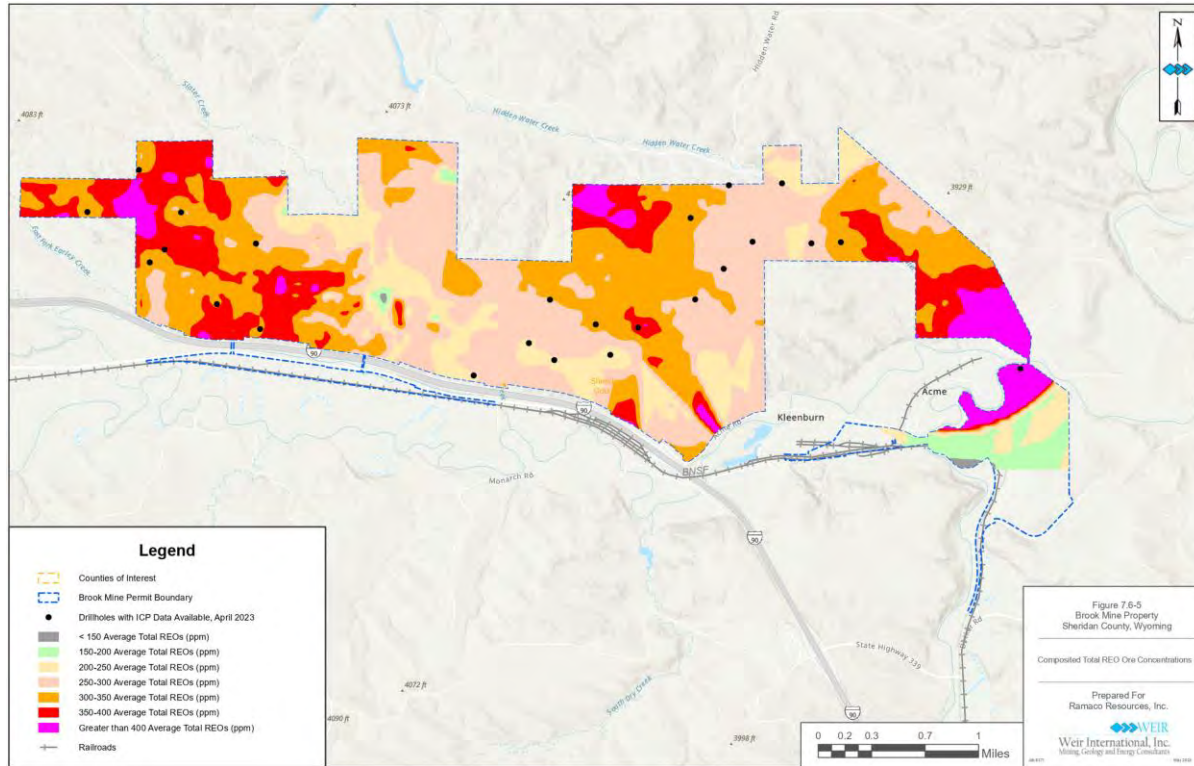 N
Hidden Water Rd
Slater Creek
4083 ft
4073 ft
Hidden Water Creek
Hidden Water Creek
3929 ft
East Fork Earley Creek
90
Acme
Kleenburn
90
BNSF
Monarch Rd
90
State Highway 339
4072 ft
4090 ft
3998 ft
90
Legend
Counties of Interest
Brook Mine Permit Boundary
Drillholes with ICP Data Available, April 2023
< 150 Average Total REOs (ppm)
150-200 Average Total REOs (ppm)
200-250 Average Total REOs (ppm)
250-300 Average Total REOs (ppm)
300-350 Average Total REOs (ppm)
350-400 Average Total REOs (ppm)
Greater than 400 Average Total REOs (ppm)
Railroads
0 0.2 0.3 0.7 1
Miles
Figure 7.6-5
Brook Mine Property
Sheridan County, Wyoming
Composited Total REO Ore Concentrations
Prepared For
Ramaco Resources, Inc.
WEIR
Weir International, Inc.
Mining, Geology and Energy Consultants